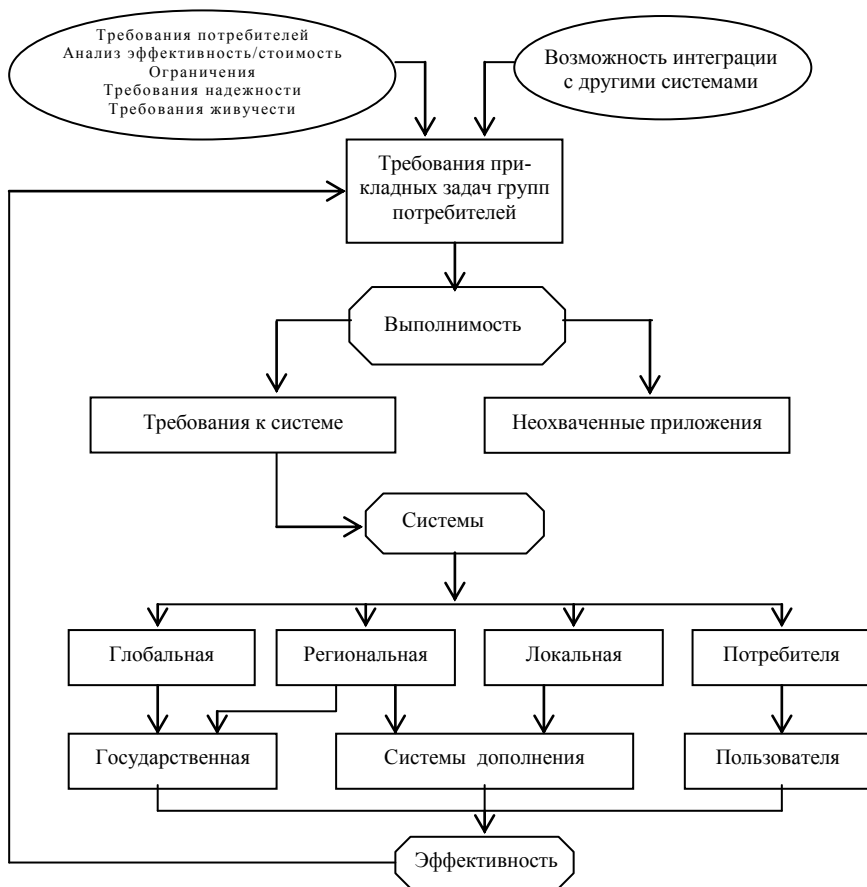 Требования потребителей
Анализ эффективность/стоимость
Ограничения
Требования надежности
Требования живучести
Возможность интеграции
с другими системами
Требования при-
кладных задач групп
потребителей
Выполнимость
Требования к системе
Неохваченные приложения
Системы
Глобальная
Региональная
Локальная
Потребителя
Государственная
Системы дополнения
Пользователя
Эффективность